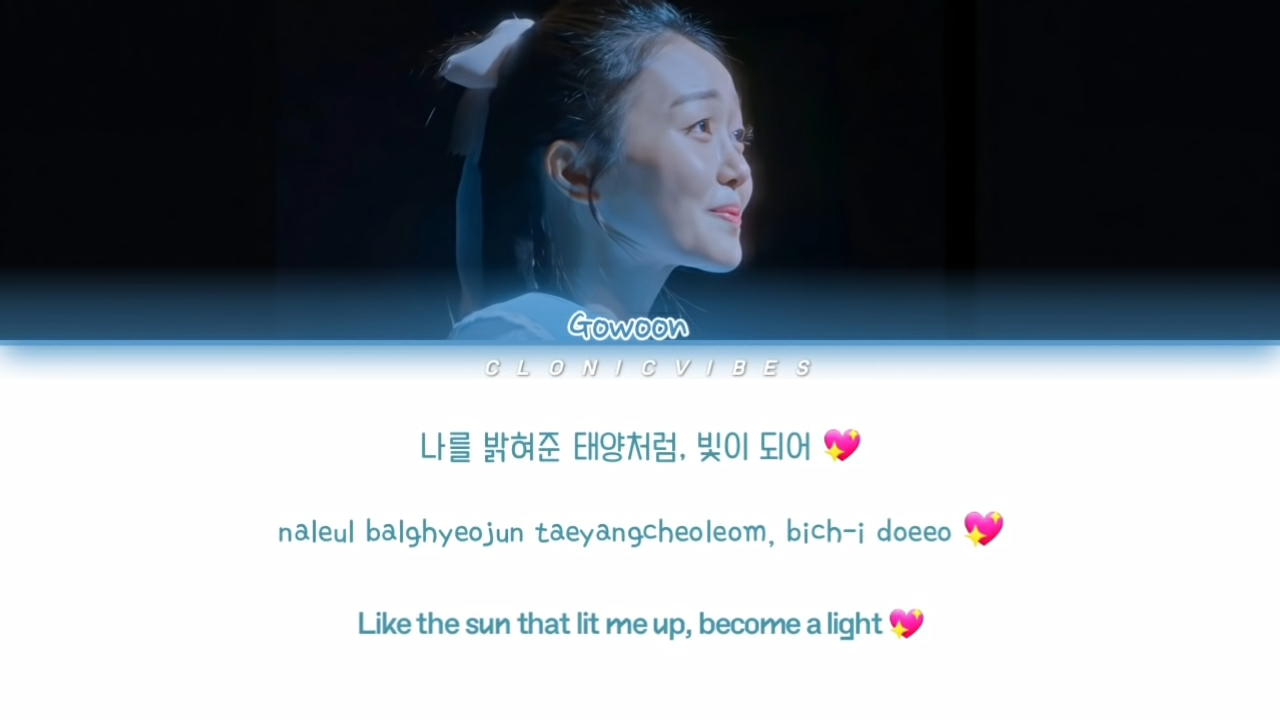 Gowoon
CLONICVIBES
나를 밝혀준 태양처럼, 빛이 되어 💖
naleul balghyeojun taeyangcheoleom, bich-i doeeo 💖
Like the sun that lit me up, become a light 💖